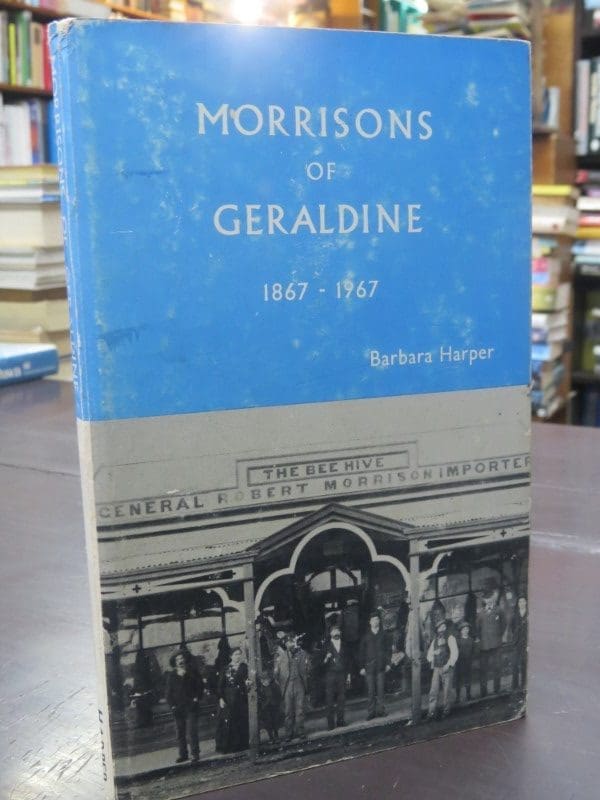 MORRISONS
OF
GERALDINE
1867 - 1967
Barbara Harper
THE BEE HIVE
GENERAL ROBERT MORRISON IMPORTER